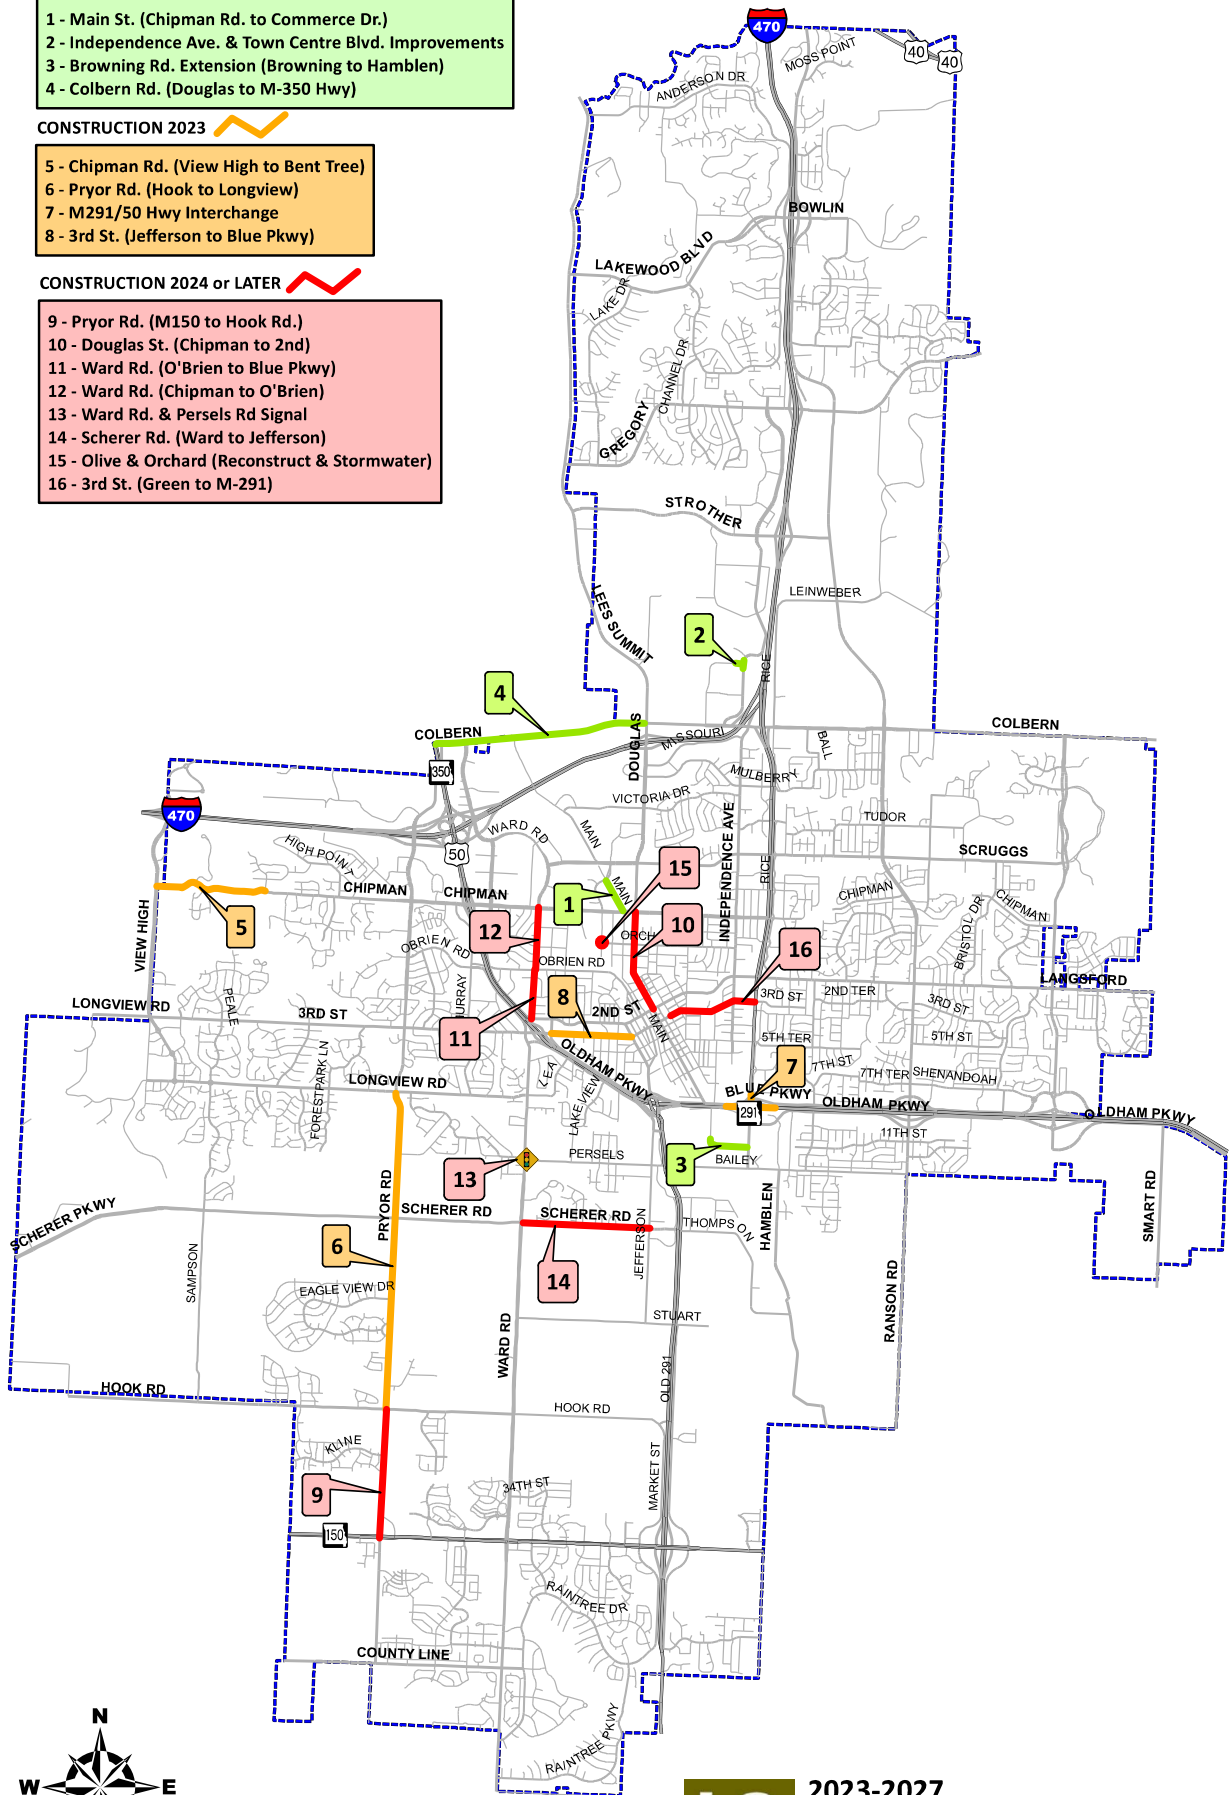 1 - Main St. (Chipman Rd. to Commerce Dr.)
2 - Independence Ave. & Town Centre Blvd. Improvements
3 - Browning Rd. Extension (Browning to Hamblen)
4 - Colbern Rd. (Douglas to M-350 Hwy)
CONSTRUCTION 2023
5 - Chipman Rd. (View High to Bent Tree)
6 - Pryor Rd. (Hook to Longview)
7 - M291/50 Hwy Interchange
8 - 3rd St. (Jefferson to Blue Pkwy)
CONSTRUCTION 2024 or LATER
9 - Pryor Rd. (M150 to Hook Rd.)
10 - Douglas St. (Chipman to 2nd)
11 - Ward Rd. (O'Brien to Blue Pkwy)
12 - Ward Rd. (Chipman to O'Brien)
13 - Ward Rd. & Persels Rd Signal
14 - Scherer Rd. (Ward to Jefferson)
15 - Olive & Orchard (Reconstruct & Stormwater)
16 - 3rd St. (Green to M-291)
470
40
40
MOSS POINT
ANDERSON DR
BOWLIN
LAKEWOOD BLVD
LAKE DR
CHANNEL DR
GREGORY
STROTHER
LEINWEBER
LEES SUMMIT
2
RICE
4
COLBERN
DOUGLAS
MISSOURI
COLBERN
BALL
350
MULBERRY
VICTORIA DR
470
WARD RD
MAIN
TUDOR
HIGH POINT
50
INDEPENDENCE AVE
RICE
SCRUGGS
15
CHIPMAN
CHIPMAN
MAIN
CHIPMAN
CHIPMAN
1
5
12
ORCH
10
BRISTOL DR
VIEW HIGH
OBRIEN RD
OBRIEN RD
16
LANGSFORD
LONGVIEW RD
PEALE
3RD ST
MURRAY
8
2ND ST
3RD ST
2ND TER
3RD ST
11
MAIN
5TH TER
5TH ST
FORESTPARK LN
LEA
OLDHAM PKWY
7
7TH ST
7TH TER
SHENANDOAH
LONGVIEW RD
LAKE VIEW
BLUE PKWY
OLDHAM PKWY
OLDHAM PKWY
291
11TH ST
PERSELS
3
BAILEY
13
PRYOR RD
SCHERER PKWY
SCHERER RD
SCHERER RD
THOMPSON
HAMBLEN
SMART RD
6
SAMPSON
JEFFERSON
EAGLE VIEW DR
14
RANSON RD
STUART
WARD RD
OLD 291
HOOK RD
HOOK RD
KLINE
34TH ST
MARKET ST
9
150
RAINTREE DR
COUNTY LINE
RAINTREE PKWY
N
W
E
2023-2027